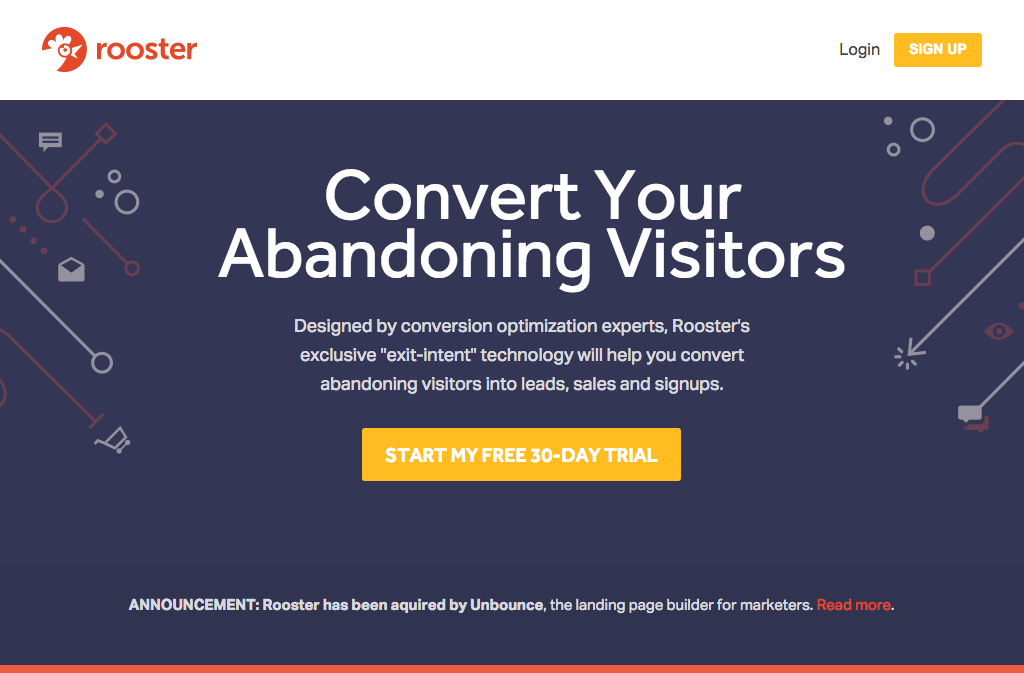 rooster
Login
SIGN UP
Convert Your
Abandoning Visitors
Designed by conversion optimization experts, Rooster's
exclusive "exit-intent" technology will help you convert
abandoning visitors into leads, sales and signups.
START MY FREE 30-DAY TRIAL
ANNOUNCEMENT: Rooster has been aquired by Unbounce, the landing page builder for marketers. Read more.